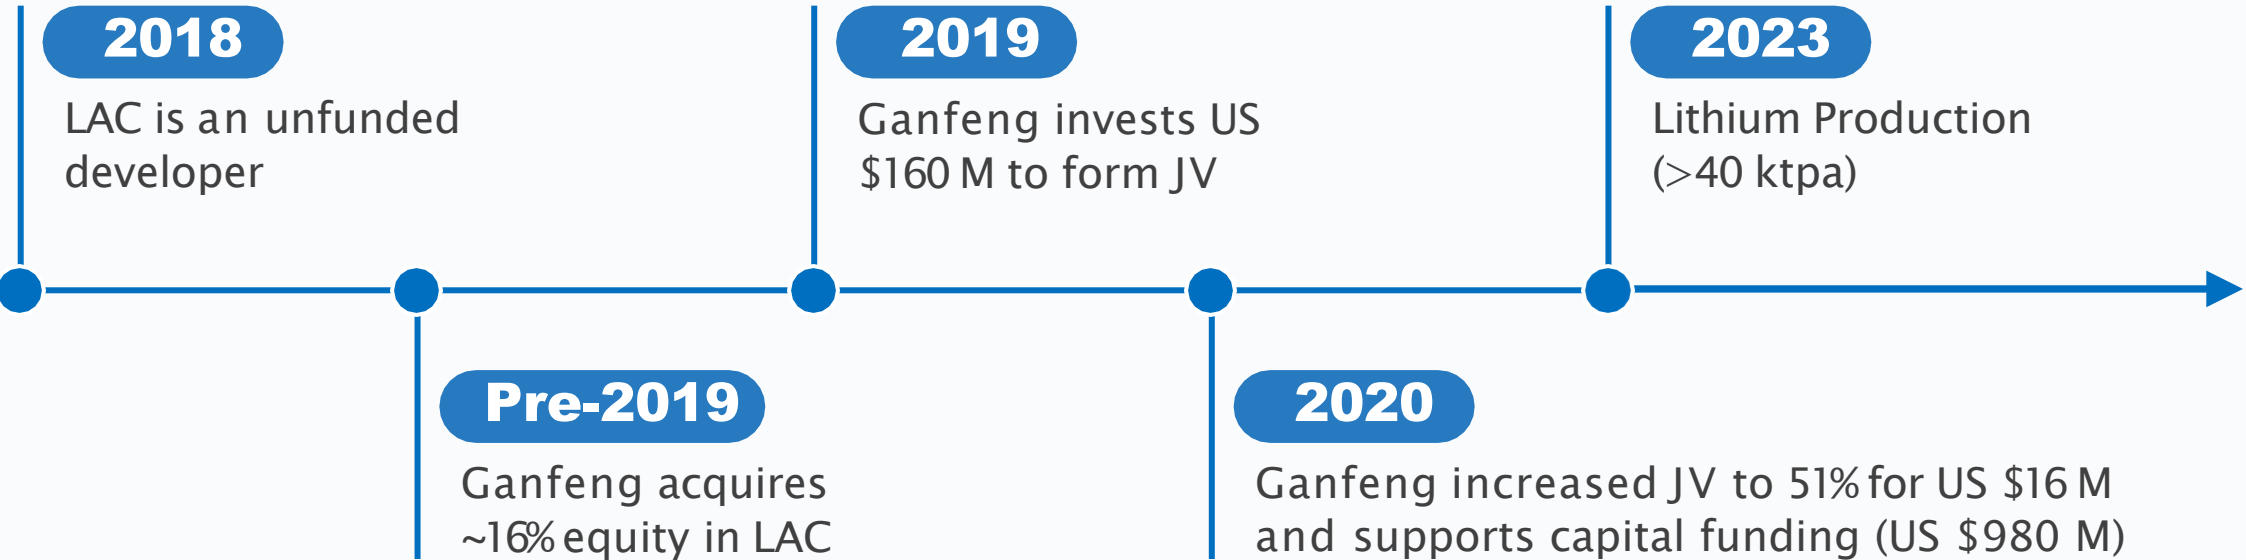 2018
LAC is an unfunded
developer
Pre-2019
Ganfeng acquires
~16% equity in LAC
2019
Ganfeng invests US
$160 M to form JV
2020
Ganfeng increased JV to 51% for US $16 M
and supports capital funding (US $980 M)
2023
Lithium Production
(>40 ktpa)